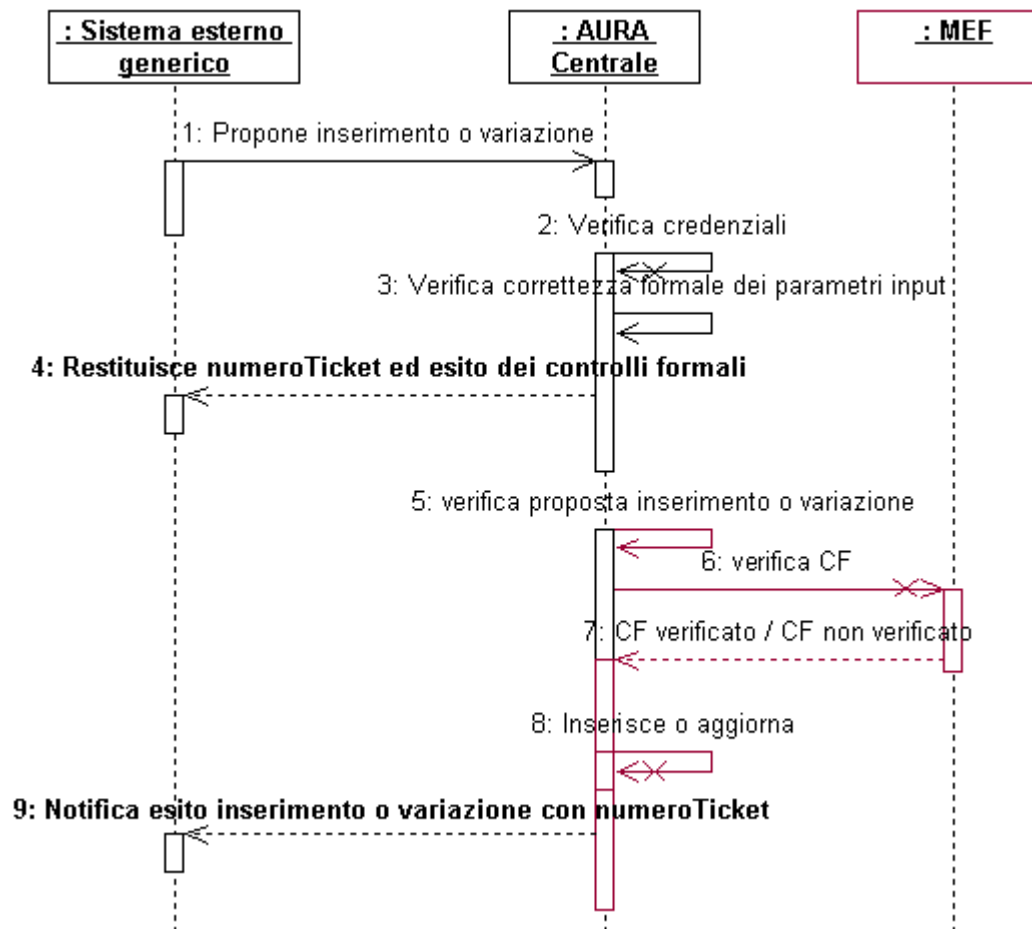 : Sistema esterno
generico
: AURA
Centrale
: MEF
1: Propone inserimento o variazione
2: Verifica credenziali
3: Verifica correttezza formale dei parametri input
4: Restituisce numeroTicket ed esito dei controlli formali
5: verifica proposta inserimento o variazione
6: verifica CF
7: CF verificato / CF non verificato
8: Inserisce o aggiorna
9: Notifica esito inserimento o variazione con numeroTicket